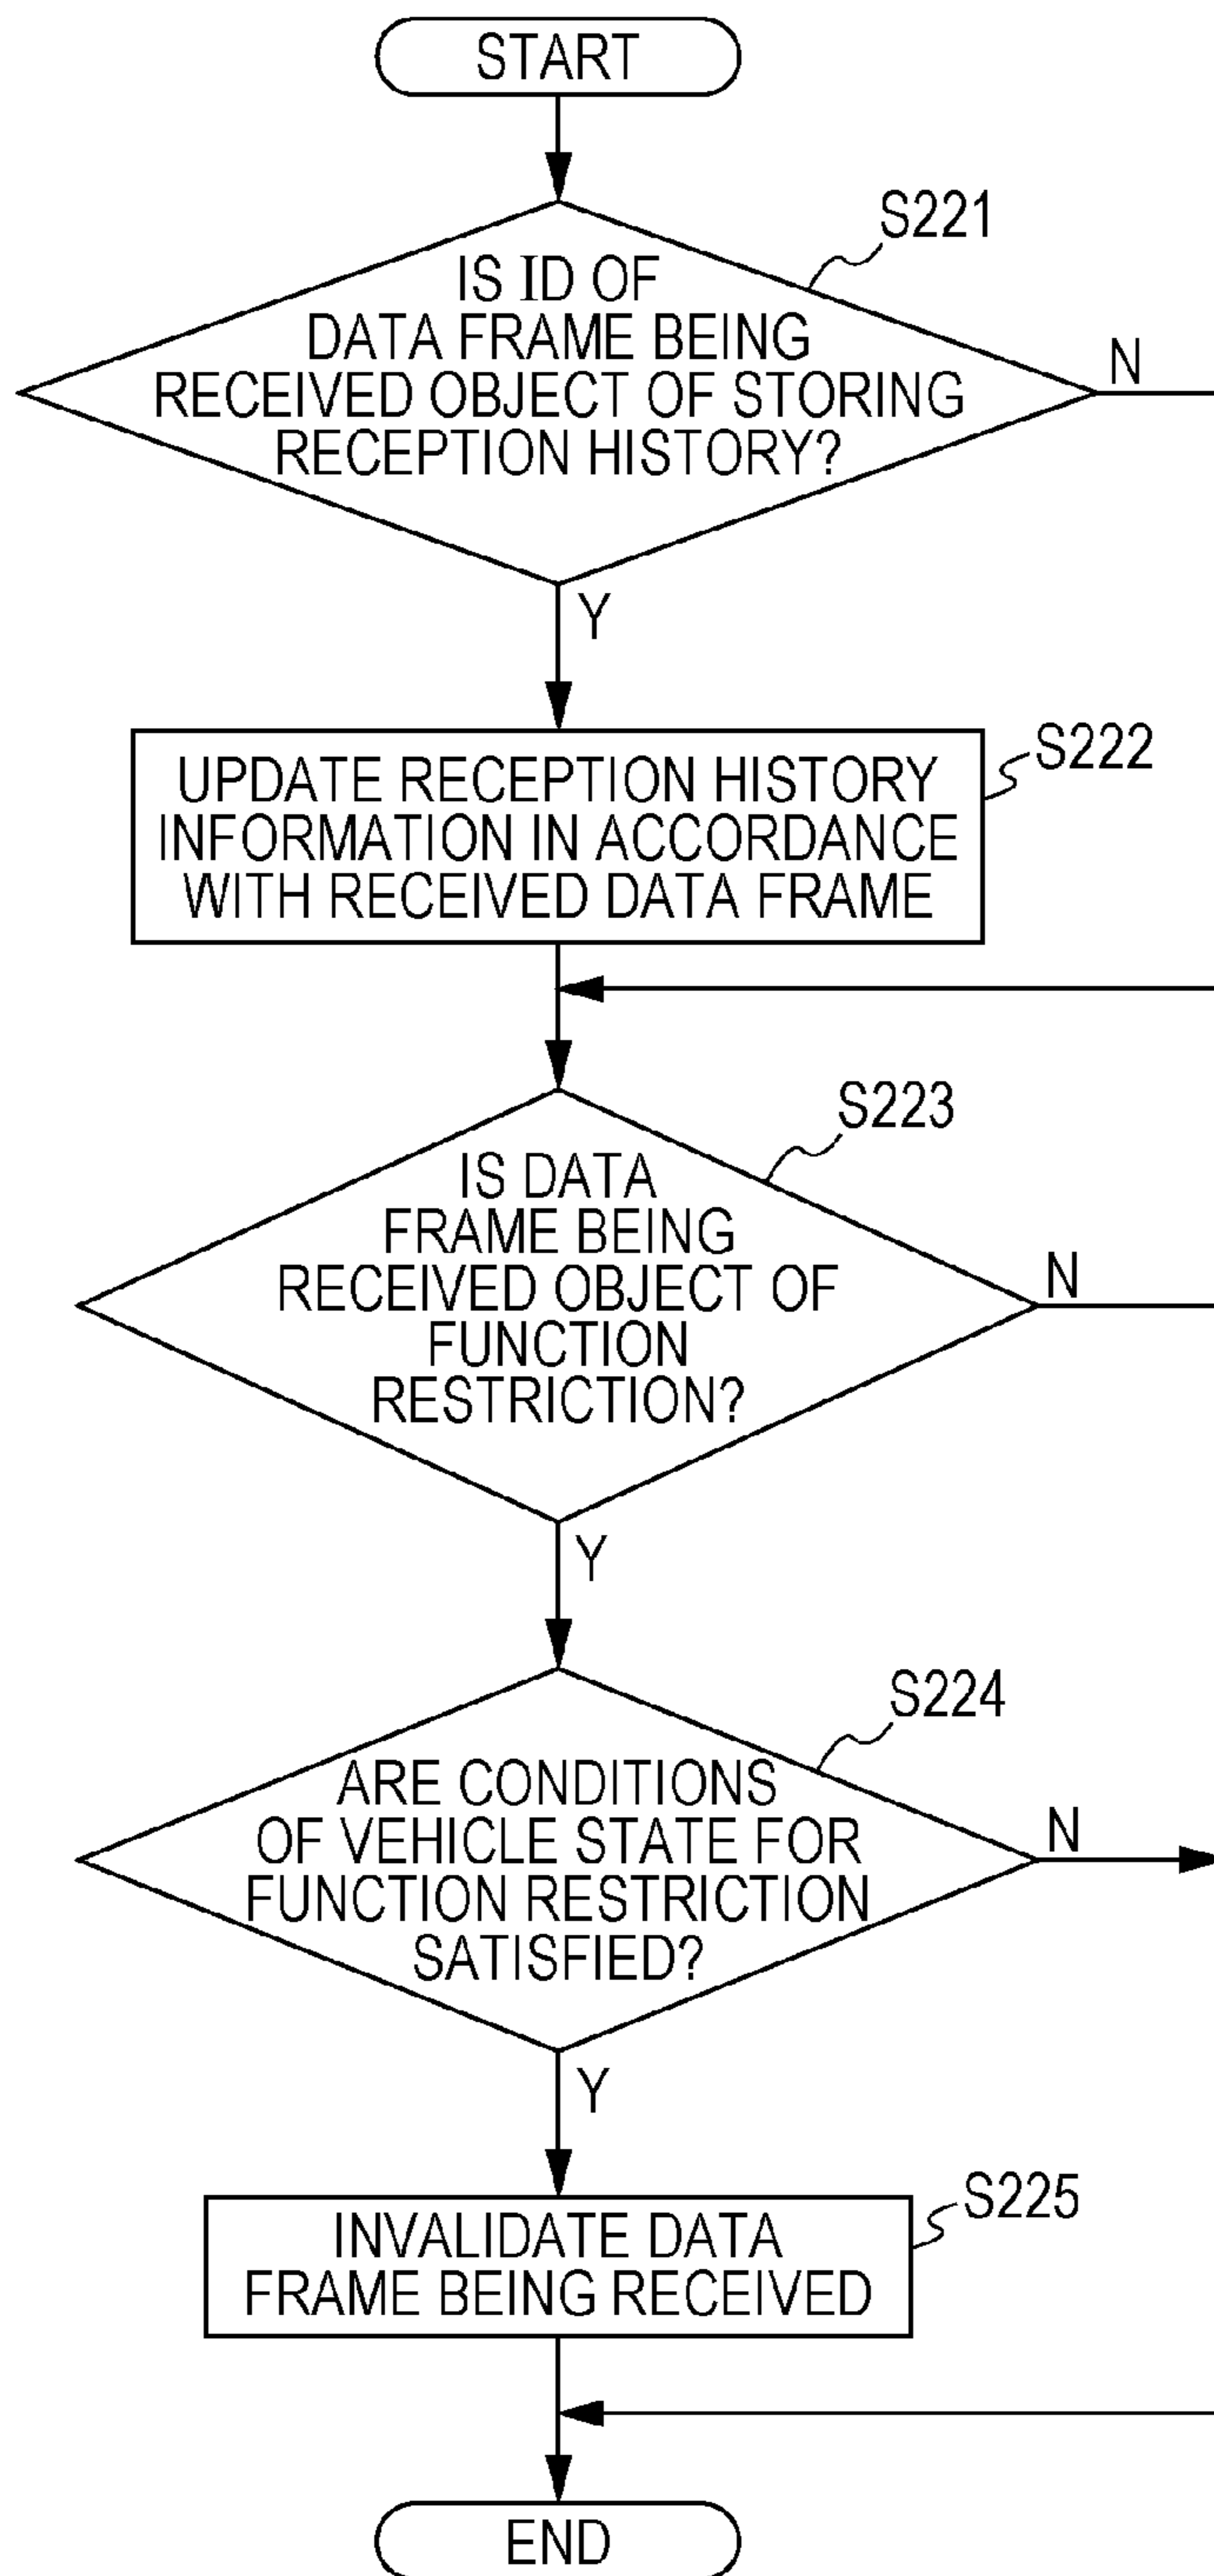 START
S221
IS ID OF
DATA FRAME BEING
RECEIVED OBJECT OF STORING
RECEPTION HISTORY?
N
Y
S222
UPDATE RECEPTION HISTORY
INFORMATION IN ACCORDANCE
WITH RECEIVED DATA FRAME
S223
IS DATA
FRAME BEING
RECEIVED OBJECT OF
FUNCTION
RESTRICTION?
N
Y
S224
ARE CONDITIONS
OF VEHICLE STATE FOR
FUNCTION RESTRICTION
SATISFIED?
N
Y
S225
INVALIDATE DATA
FRAME BEING RECEIVED
END